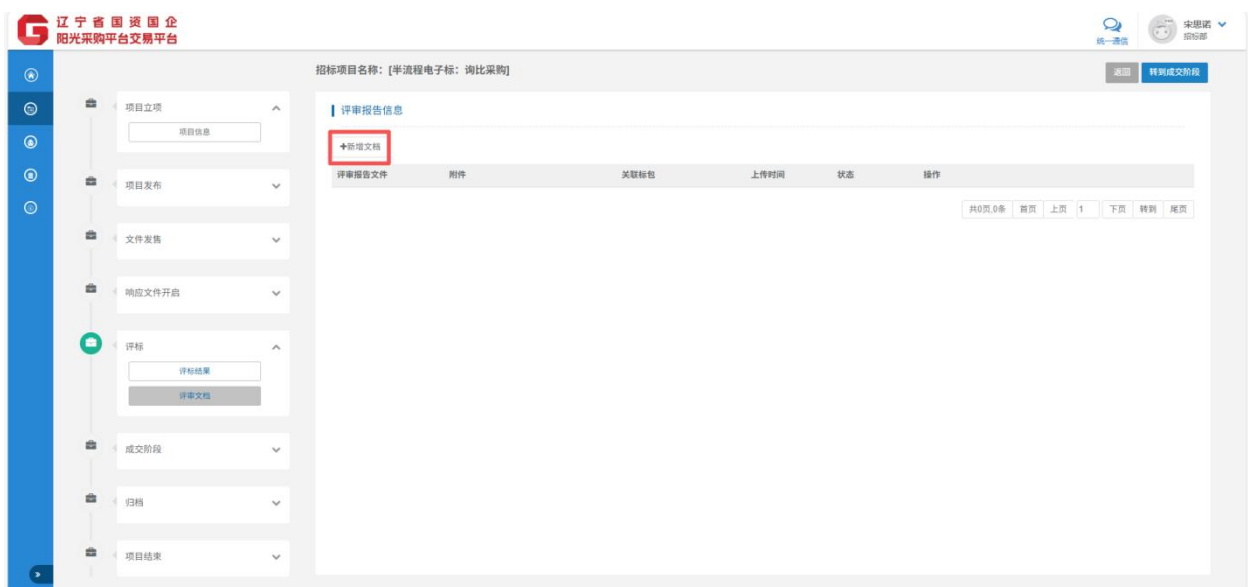 辽宁省国资国企
阳光采购平台交易平台
统一通信
宋思诺
招标部
招标项目名称：[半流程电子标：询比采购]
返回
转到成交阶段
项目立项
项目信息
项目发布
文件发售
响应文件开启
评标
评标结果
评审文档
成交阶段
归档
项目结束
评审报告信息
+新增文档
评审报告文件 附件 关联标包 上传时间 状态 操作
共0页,0条 首页 上页 1 下页 转到 尾页